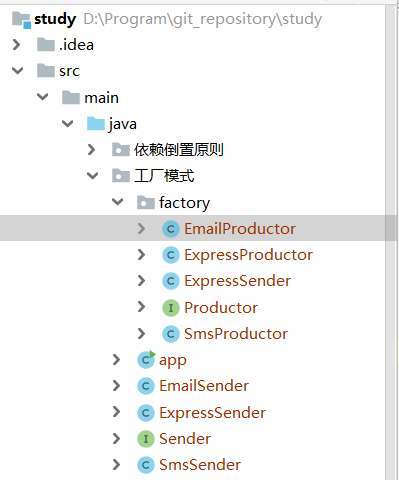 study D:\Program\git_repository\study
.idea
src
main
java
依赖倒置原则
工厂模式
factory
C EmailProductor
C ExpressProductor
C ExpressSender
I Productor
C SmsProductor
C app
C EmailSender
C ExpressSender
I Sender
C SmsSender